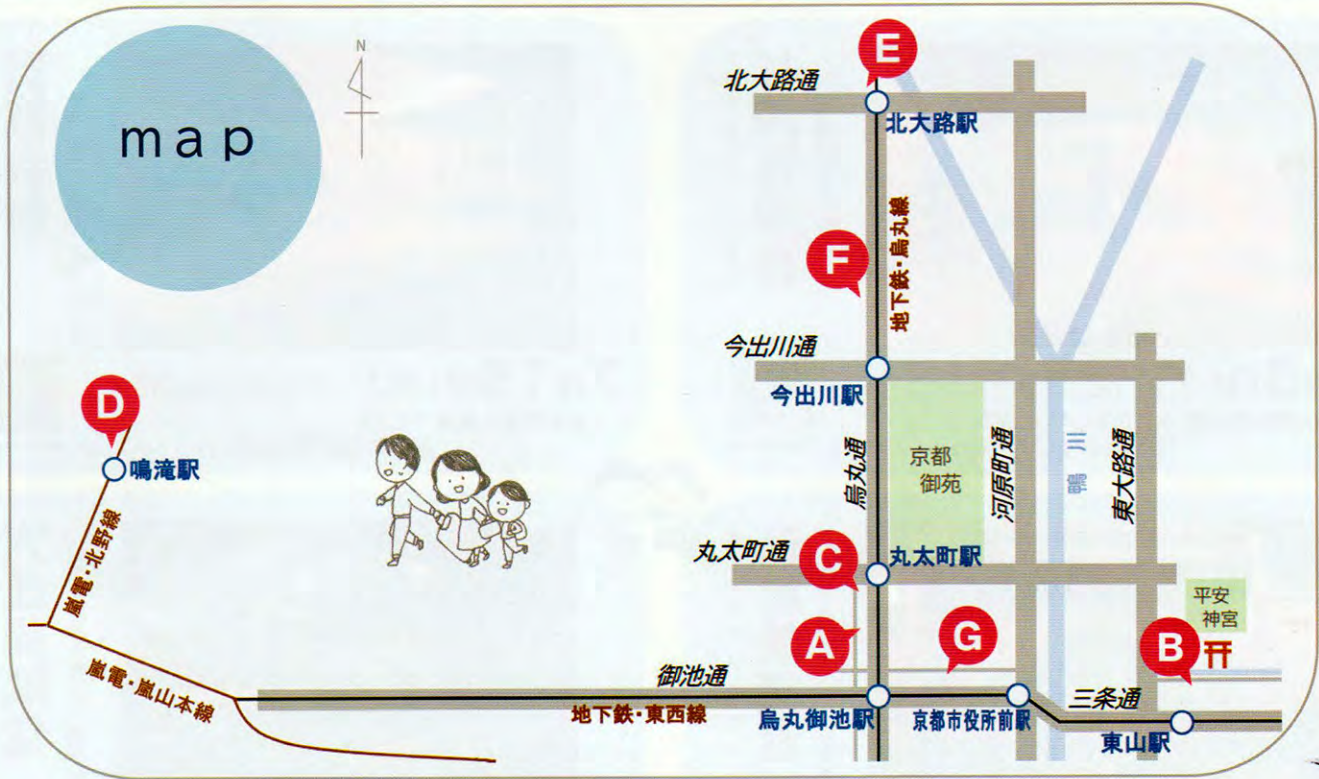 map
N
E
北大路通
北大路駅
地下鉄・烏丸線
F
今出川通
今出川駅
D
鳴滝駅
京都
御苑
烏丸通
河原町通
鴨川
東大路通
嵐電・北野線
丸太町通
丸太町駅
C
平安
神宮
A
G
B
嵐電・嵐山本線
御池通
三条通
地下鉄・東西線
烏丸御池駅
京都市役所前駅
東山駅